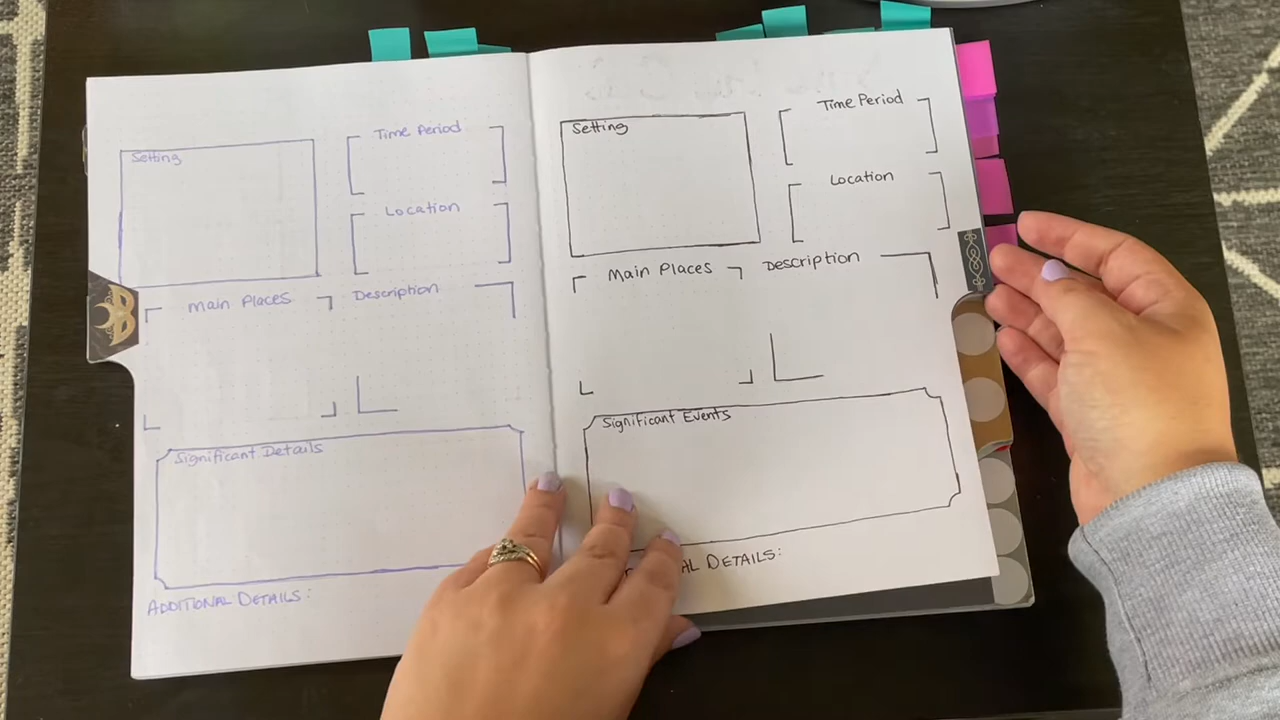 Setting
Time Period
Location
Main Places
Description
Significant Details
ADDITIONAL DETAILS:
Setting
Time Period
Location
Main Places
Description
Significant Events
DETAILS: